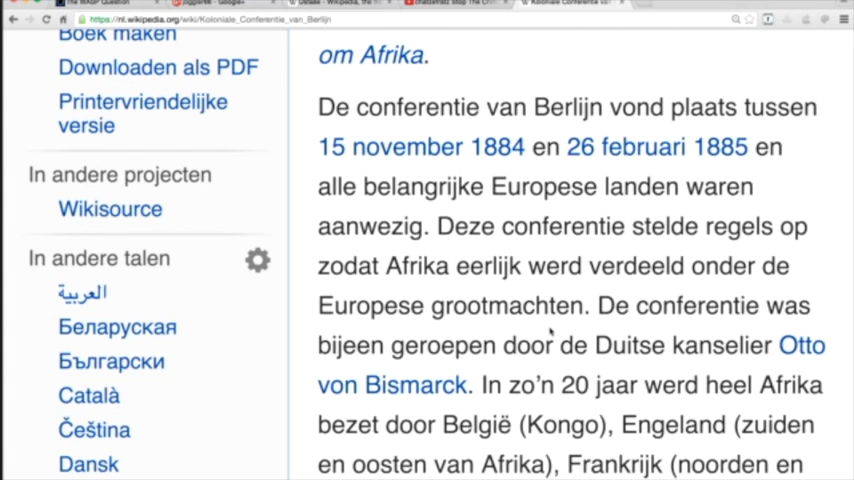 The WASP Question
https://nl.wikipedia.org/wiki/Koloniale_Conferentie_van_Berlijn
Boek maken
Downloaden als PDF
Printervriendelijke
versie
In andere projecten
Wikisource
In andere talen
العربية
Беларуская
Български
Català
Čeština
Dansk
om Afrika.
De conferentie van Berlijn vond plaats tussen
15 november 1884 en 26 februari 1885 en
alle belangrijke Europese landen waren
aanwezig. Deze conferentie stelde regels op
zodat Afrika eerlijk werd verdeeld onder de
Europese grootmachten. De conferentie was
bijeen geroepen door de Duitse kanselier Otto
von Bismarck. In zo’n 20 jaar werd heel Afrika
bezet door België (Kongo), Engeland (zuiden
en oosten van Afrika), Frankrijk (noorden en